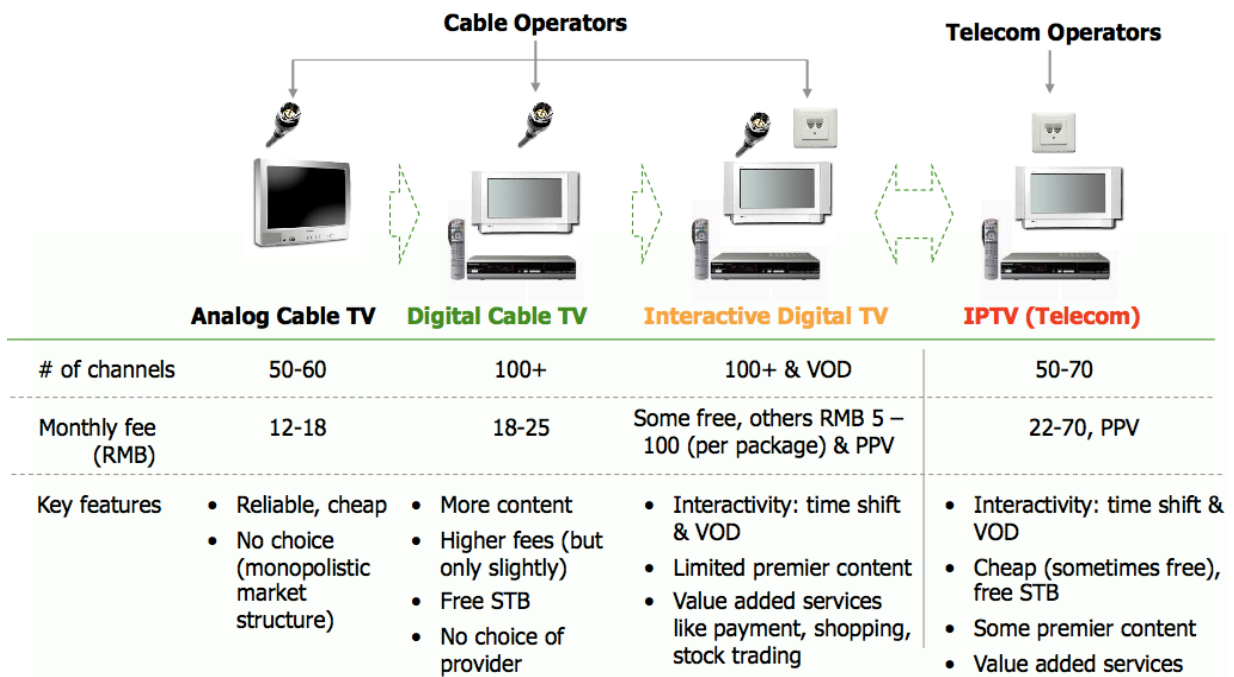 Cable Operators
Telecom Operators
Analog Cable TV
Digital Cable TV
Interactive Digital TV
IPTV (Telecom)
# of channels
50-60
100+
100+ & VOD
50-70
Monthly fee
(RMB)
12-18
18-25
Some free, others RMB 5 –
100 (per package) & PPV
22-70, PPV
Key features
• Reliable, cheap
• No choice
(monopolistic
market
structure)
• More content
• Higher fees (but
only slightly)
• Free STB
• No choice of
provider
• Interactivity: time shift
& VOD
• Limited premier content
• Value added services
like payment, shopping,
stock trading
• Interactivity: time shift &
VOD
• Cheap (sometimes free),
free STB
• Some premier content
• Value added services